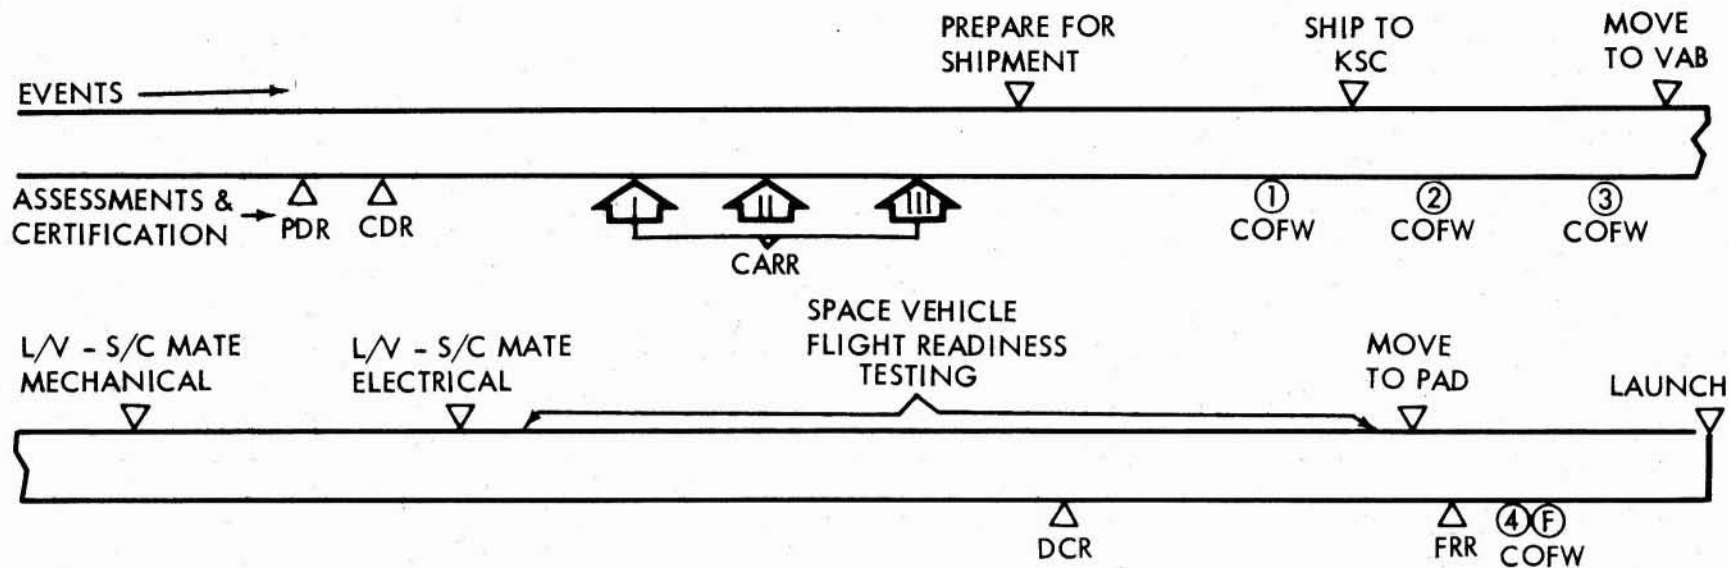 PREPARE FOR
SHIPMENT
SHIP TO
KSC
MOVE
TO VAB
EVENTS
ASSESSMENTS &
CERTIFICATION
PDR
CDR
I
II
III
CARR
1
COFW
2
COFW
3
COFW
L/V - S/C MATE
MECHANICAL
L/V - S/C MATE
ELECTRICAL
SPACE VEHICLE
FLIGHT READINESS
TESTING
MOVE
TO PAD
LAUNCH
DCR
FRR
4 F
COFW